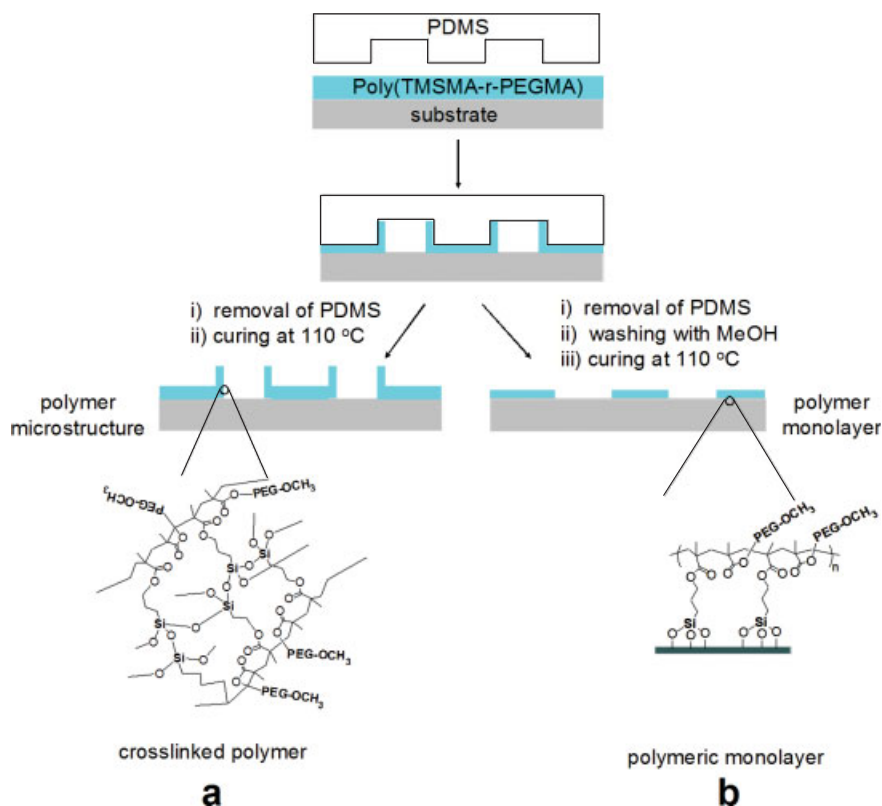 PDMS
Poly(TMSMA-r-PEGMA)
substrate
i) removal of PDMS
ii) curing at 110 ºC
i) removal of PDMS
ii) washing with MeOH
iii) curing at 110 ºC
polymer
microstructure
polymer
monolayer
PEG-OCH3
PEG-OCH3
O
O
O
O
O
O
O
O
O
Si
Si
Si
Si
O
O
O
O
O
O
O
O
PEG-OCH3
PEG-OCH3
PEG-OCH3
PEG-OCH3
n
O
O
O
O
O
O
O
O
Si
Si
O
O
O
O
O
O
crosslinked polymer
polymeric monolayer
a
b